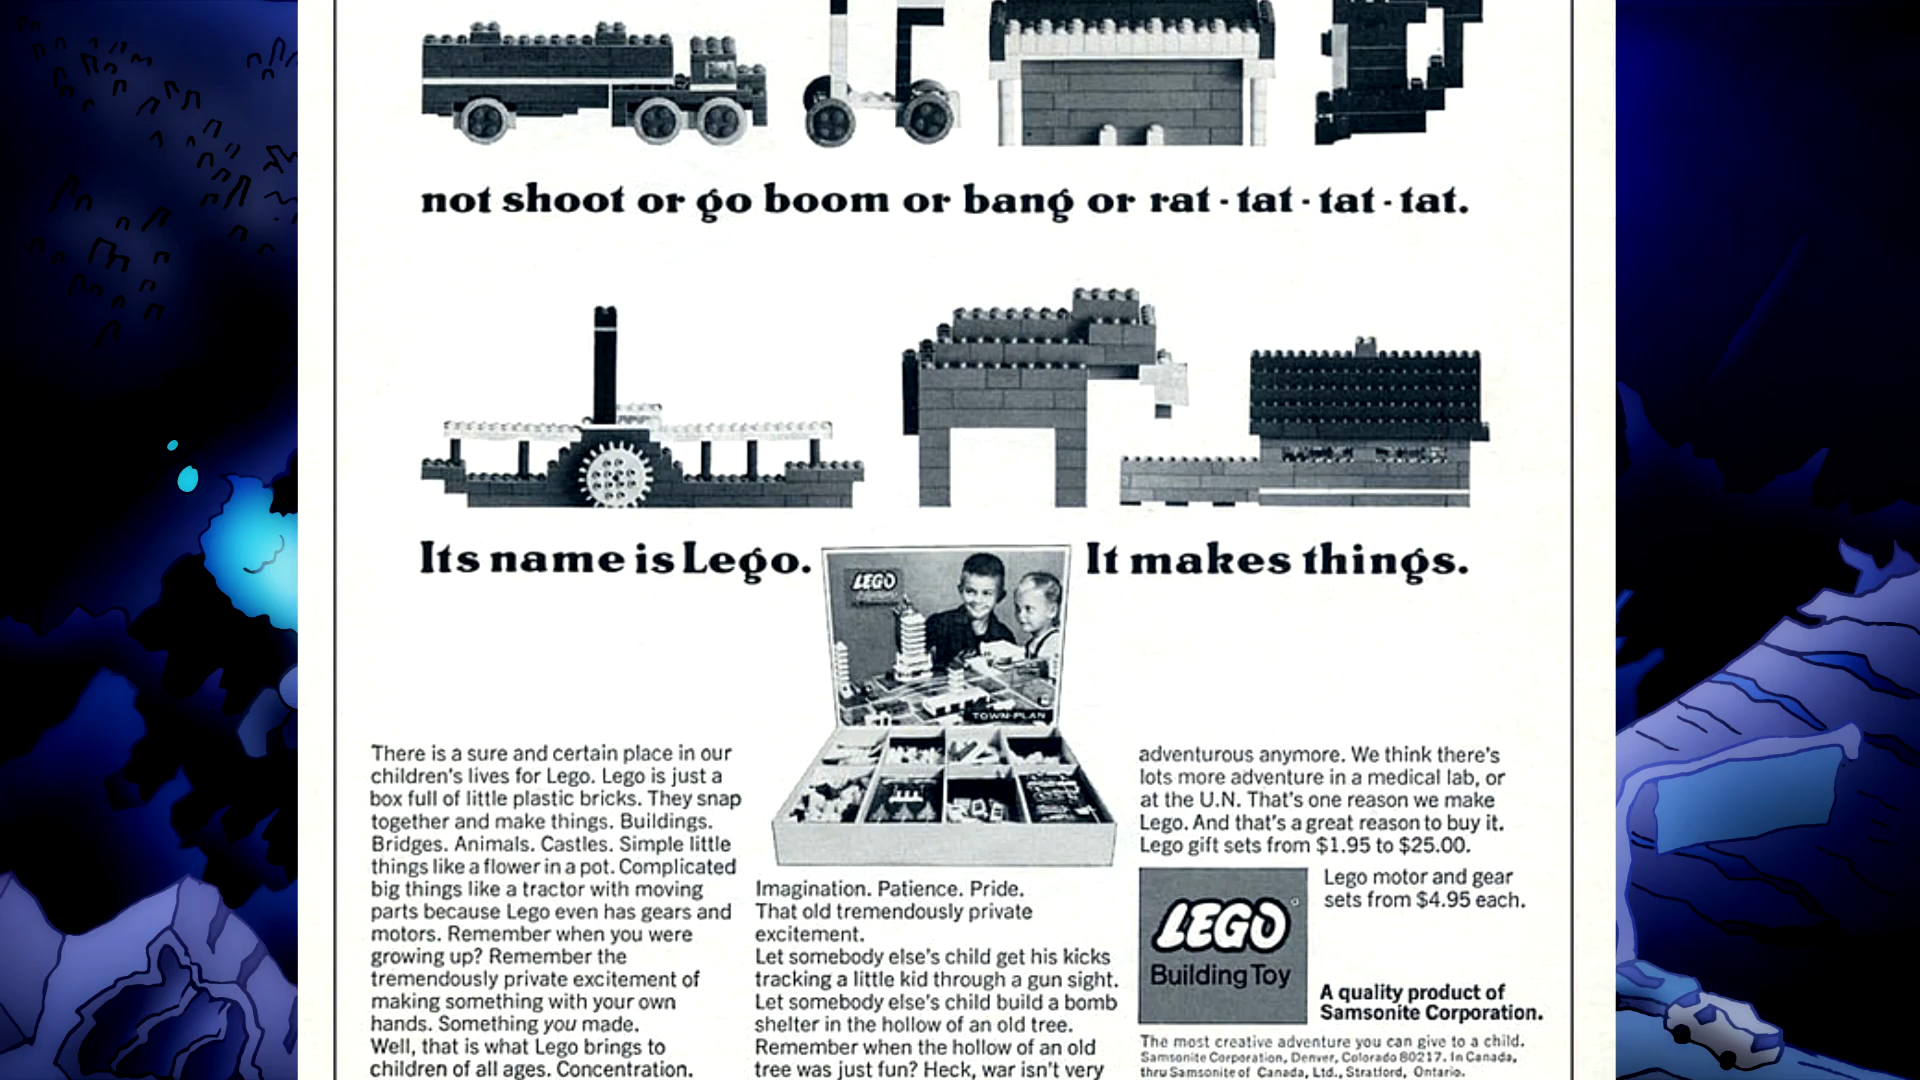 not shoot or go boom or bang or rat-tat-tat-tat.
Its name is Lego.
It makes things.
LEGO
TOWN-PLAN
There is a sure and certain place in our
children's lives for Lego. Lego is just a
box full of little plastic bricks. They snap
together and make things. Buildings.
Bridges. Animals. Castles. Simple little
things like a flower in a pot. Complicated
big things like a tractor with moving
parts because Lego even has gears and
motors. Remember when you were
growing up? Remember the
tremendously private excitement of
making something with your own
hands. Something you made.
Well, that is what Lego brings to
children of all ages. Concentration.
Imagination. Patience. Pride.
That old tremendously private
excitement.
Let somebody else's child get his kicks
tracking a little kid through a gun sight.
Let somebody else's child build a bomb
shelter in the hollow of an old tree.
Remember when the hollow of an old
tree was just fun? Heck, war isn't very
adventurous anymore. We think there's
lots more adventure in a medical lab, or
at the U.N. That's one reason we make
Lego. And that's a great reason to buy it.
Lego gift sets from $1.95 to $25.00.
Lego motor and gear
sets from $4.95 each.
LEGO®
Building Toy
A quality product of
Samsonite Corporation.
The most creative adventure you can give to a child.
Samsonite Corporation, Denver, Colorado 80217. In Canada,
thru Samsonite of Canada, Ltd., Stratford, Ontario.